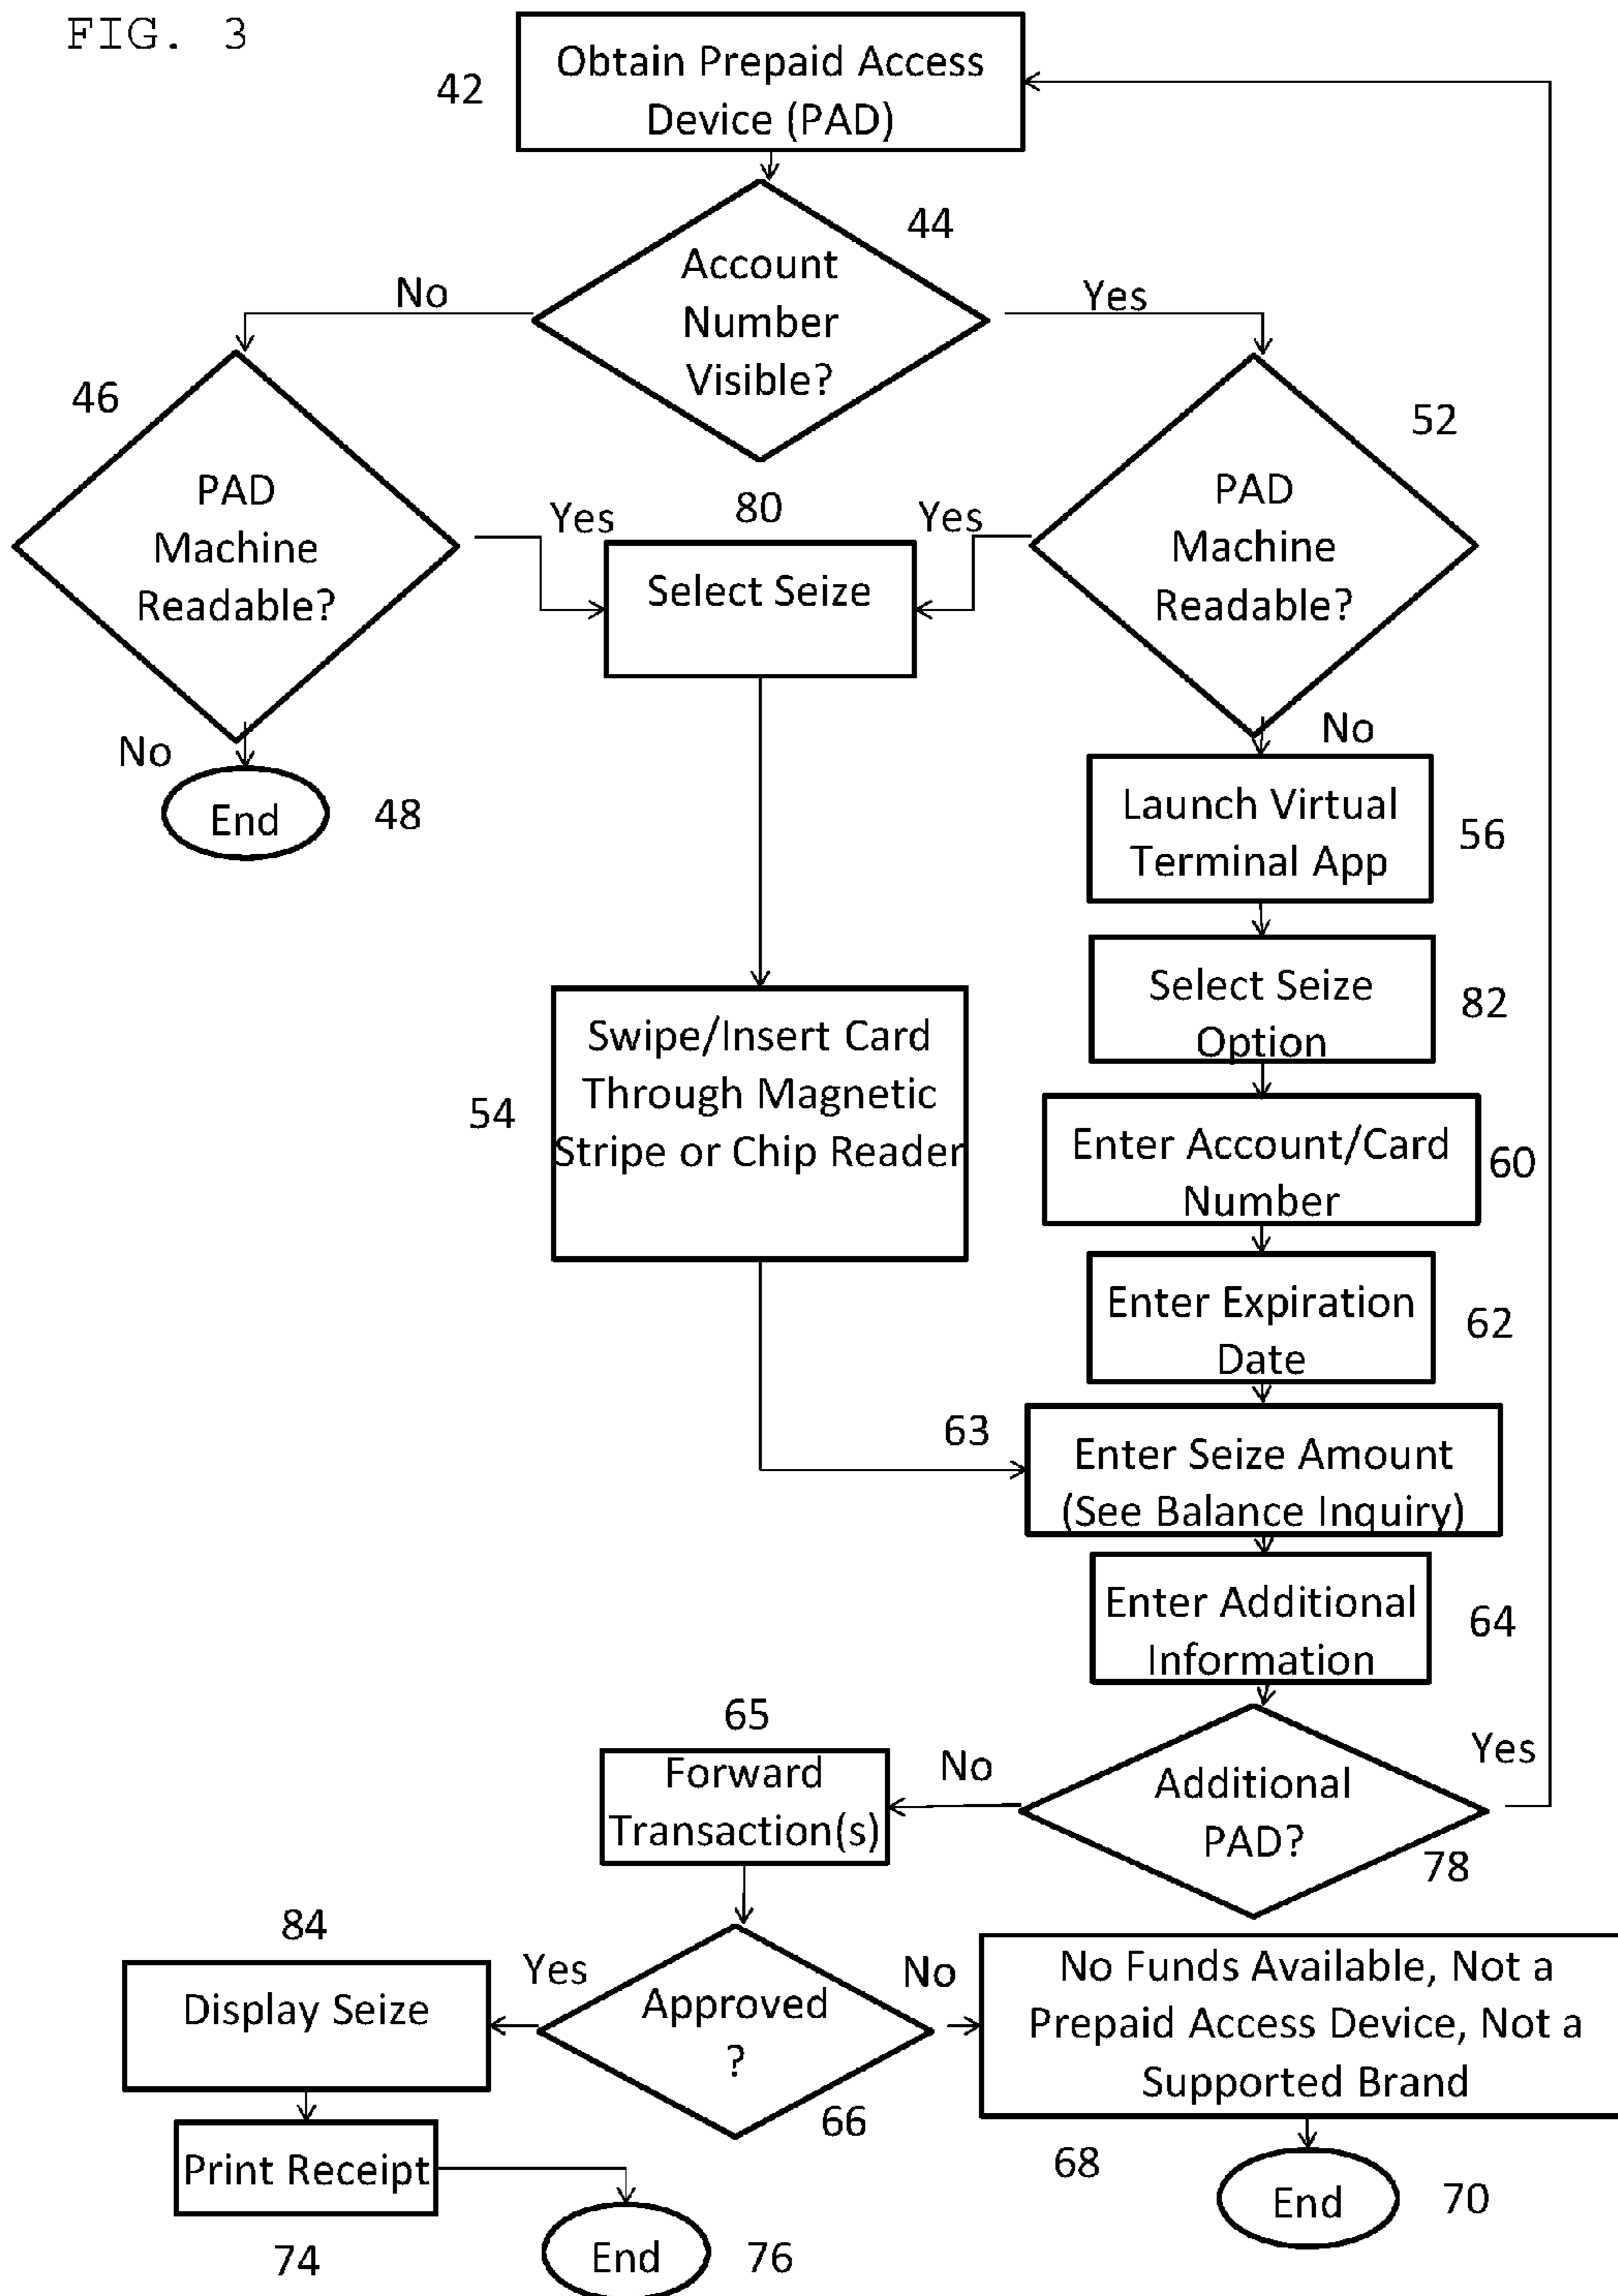 FIG. 3
Obtain Prepaid Access
Device (PAD)
42
44
Account
Number
Visible?
No
Yes
46
PAD
Machine
Readable?
Yes
80
Select Seize
Yes
52
PAD
Machine
Readable?
No
End
48
No
Launch Virtual
Terminal App
56
Select Seize
Option
82
Swipe/Insert Card
Through Magnetic
Stripe or Chip Reader
54
Enter Account/Card
Number
60
Enter Expiration
Date
62
63
Enter Seize Amount
(See Balance Inquiry)
Enter Additional
Information
64
65
Forward
Transaction(s)
No
Additional
PAD?
Yes
78
84
Display Seize
Yes
Approved
?
66
No
No Funds Available, Not a
Prepaid Access Device, Not a
Supported Brand
68
Print Receipt
74
End
76
End
70